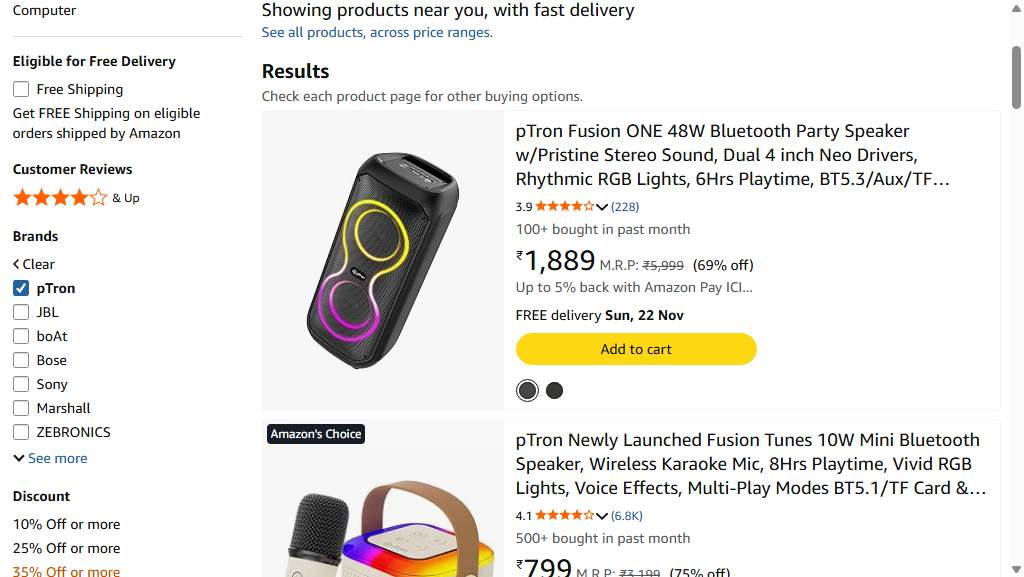 Computer
Eligible for Free Delivery
Free Shipping
Get FREE Shipping on eligible
orders shipped by Amazon
Customer Reviews
& Up
Brands
Clear
pTron
JBL
boAt
Bose
Sony
Marshall
ZEBRONICS
See more
Discount
10% Off or more
25% Off or more
35% Off or more
Showing products near you, with fast delivery
See all products, across price ranges.
Results
Check each product page for other buying options.
pTron Fusion ONE 48W Bluetooth Party Speaker
w/Pristine Stereo Sound, Dual 4 inch Neo Drivers,
Rhythmic RGB Lights, 6Hrs Playtime, BT5.3/Aux/TF…
3.9 (228)
100+ bought in past month
₹1,889 M.R.P: ₹5,999 (69% off)
Up to 5% back with Amazon Pay ICI…
FREE delivery Sun, 22 Nov
Add to cart
Amazon's Choice
pTron Newly Launched Fusion Tunes 10W Mini Bluetooth
Speaker, Wireless Karaoke Mic, 8Hrs Playtime, Vivid RGB
Lights, Voice Effects, Multi-Play Modes BT5.1/TF Card &…
4.1 (6.8K)
500+ bought in past month
₹799 M.R.P: ₹3,199 (75% off)